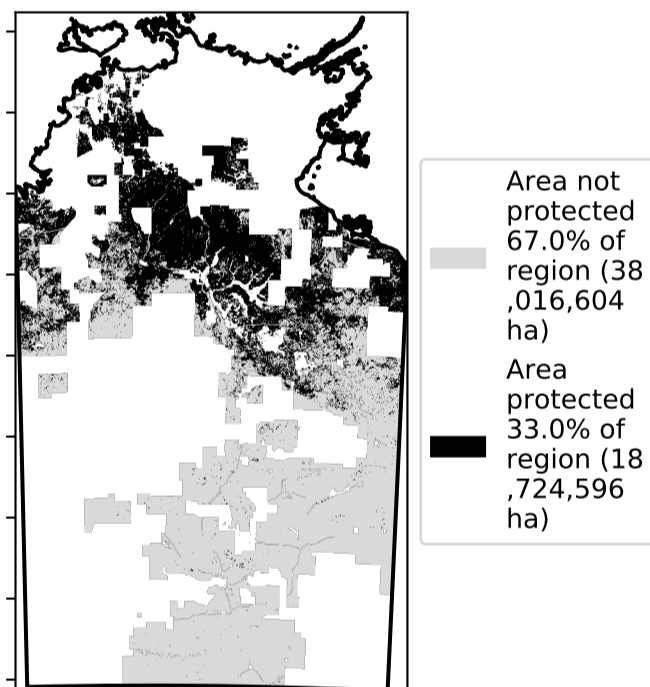 Area not
protected
67.0% of
region (38
,016,604
ha)
Area
protected
33.0% of
region (18
,724,596
ha)